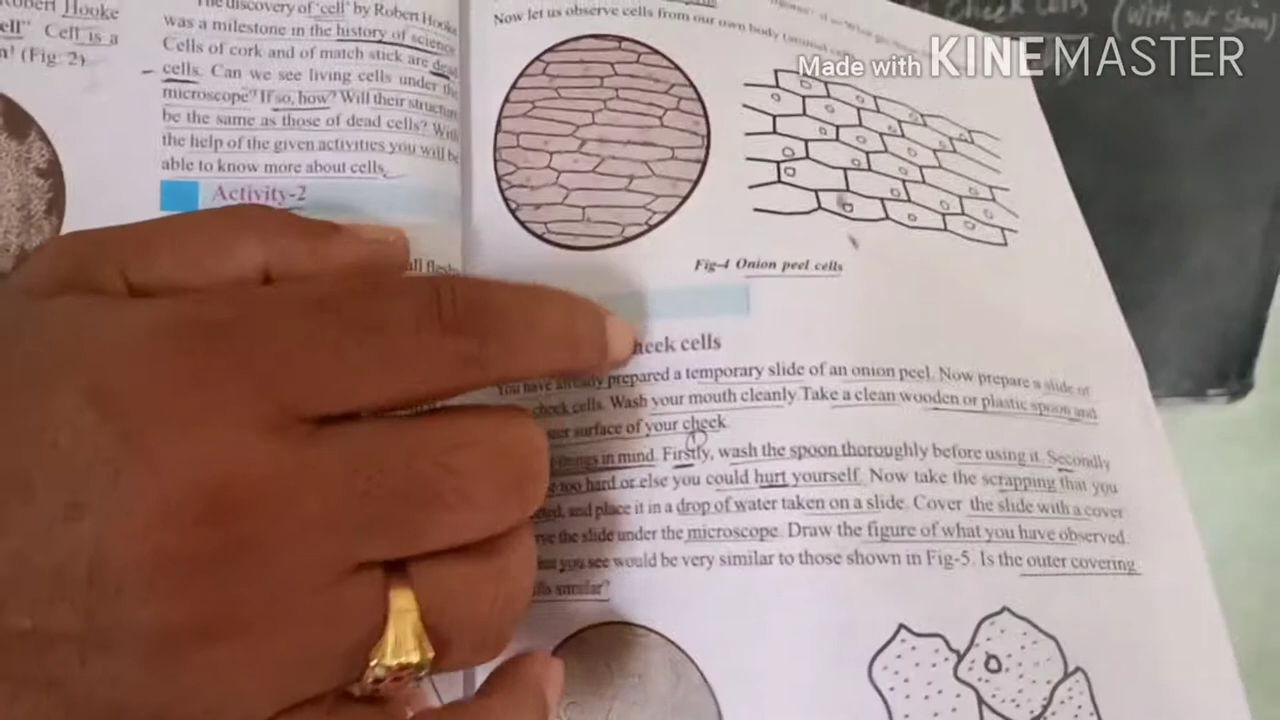 Robert Hooke
Cell is a
(Fig. 2)
The discovery of 'cell' by Robert Hooke
was a milestone in the history of science
Cells of cork and of match stick are dead
cells. Can we see living cells under the
microscope? If so, how? Will their structure
be the same as those of dead cells? With
the help of the given activities you will be
able to know more about cells.
Activity-2
Now let us observe cells from our own body
Fig-4 Onion peel cells
cheek cells
You have already prepared a temporary slide of an onion peel. Now prepare a slide of
cheek cells. Wash your mouth cleanly. Take a clean wooden or plastic spoon and
surface of your cheek.
things in mind. Firstly, wash the spoon thoroughly before using it. Secondly
too hard or else you could hurt yourself. Now take the scrapping that you
and place it in a drop of water taken on a slide. Cover the slide with a cover
the slide under the microscope. Draw the figure of what you have observed.
you see would be very similar to those shown in Fig-5. Is the outer covering
similar?
Cheek Cells (With out Stain)
Made with KINEMASTER